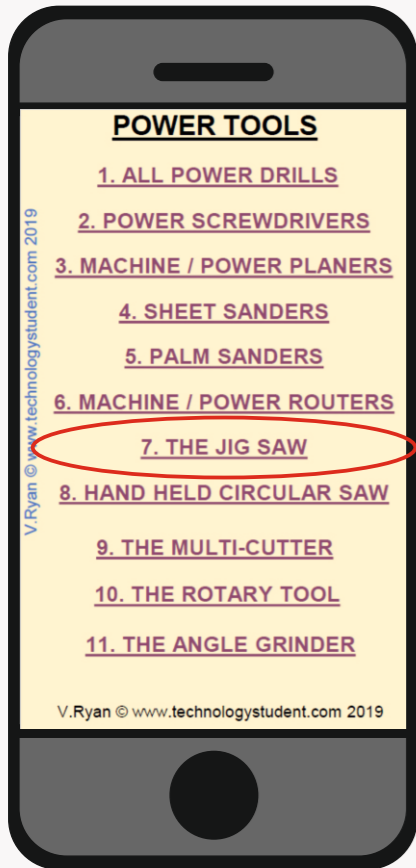 POWER TOOLS
1. ALL POWER DRILLS
2. POWER SCREWDRIVERS
3. MACHINE / POWER PLANERS
4. SHEET SANDERS
5. PALM SANDERS
6. MACHINE / POWER ROUTERS
7. THE JIG SAW
8. HAND HELD CIRCULAR SAW
9. THE MULTI-CUTTER
10. THE ROTARY TOOL
11. THE ANGLE GRINDER
V.Ryan © www.technologystudent.com 2019
V.Ryan © www.technologystudent.com 2019